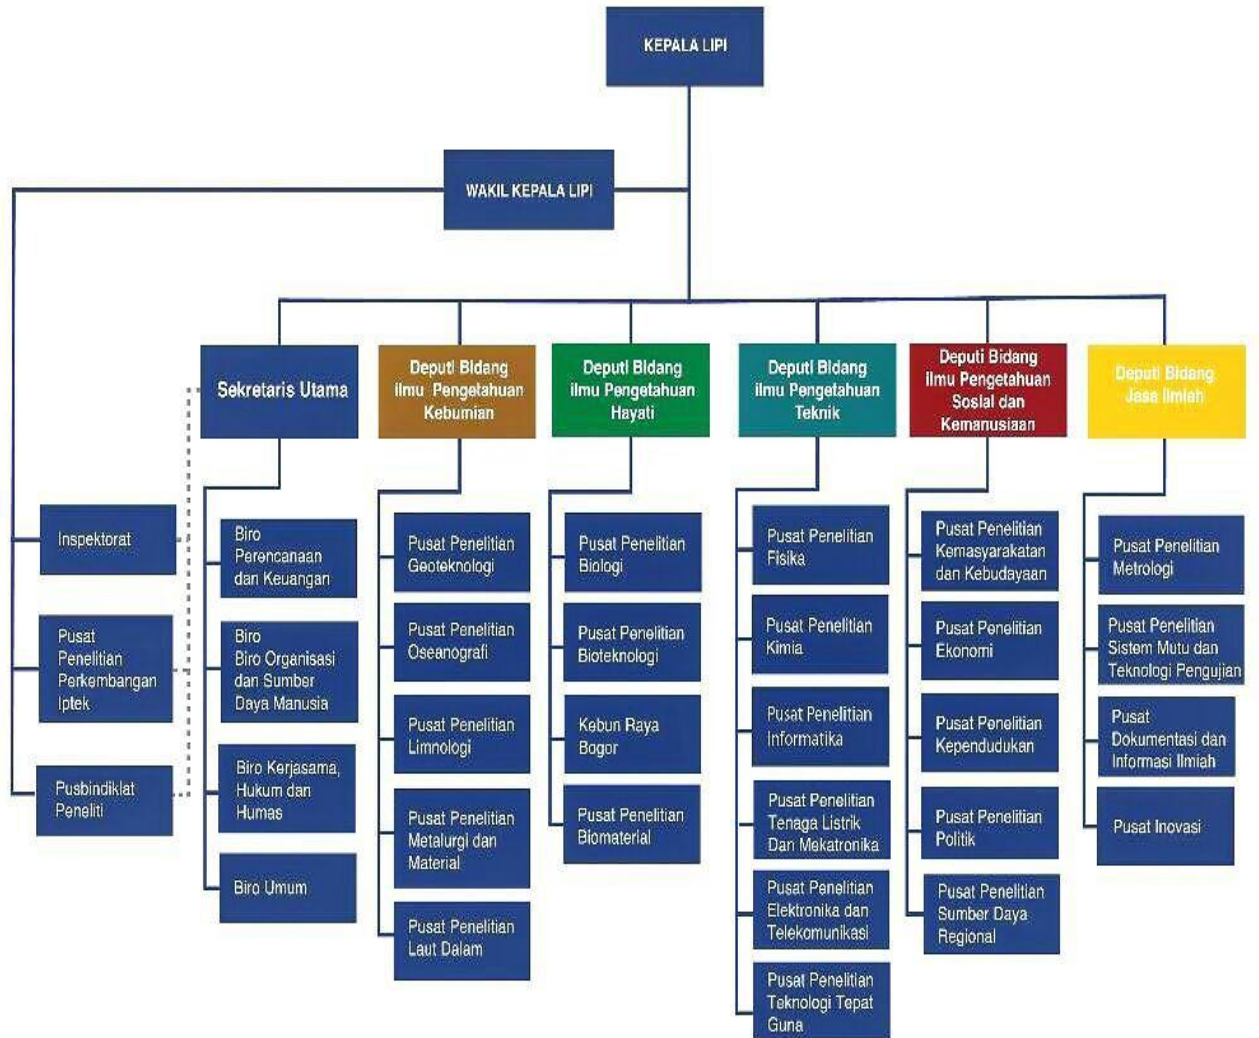 KEPALA LIPI
WAKIL KEPALA LIPI
Sekretaris Utama
Deputi Bidang
ilmu Pengetahuan
Kebumian
Deputi Bidang
ilmu Pengetahuan
Hayati
Deputi Bidang
ilmu Pengetahuan
Teknik
Deputi Bidang
ilmu Pengetahuan
Sosial dan
Kemanusiaan
Deputi Bidang
Jasa Ilmiah
Inspektorat
Pusat
Penelitian
Perkembangan
Iptek
Pusbindiklat
Peneliti
Biro
Perencanaan
dan Keuangan
Biro
Biro Organisasi
dan Sumber
Daya Manusia
Biro Kerjasama,
Hukum dan
Humas
Biro Umum
Pusat Penelitian
Geoteknologi
Pusat Penelitian
Oseanografi
Pusat Penelitian
Limnologi
Pusat Penelitian
Metalurgi dan
Material
Pusat Penelitian
Laut Dalam
Pusat Penelitian
Biologi
Pusat Penelitian
Bioteknologi
Kebun Raya
Bogor
Pusat Penelitian
Biomaterial
Pusat Penelitian
Fisika
Pusat Penelitian
Kimia
Pusat Penelitian
Informatika
Pusat Penelitian
Tenaga Listrik
Dan Mekatronika
Pusat Penelitian
Elektronika dan
Telekomunikasi
Pusat Penelitian
Teknologi Tepat
Guna
Pusat Penelitian
Kemasyarakatan
dan Kebudayaan
Pusat Penelitian
Ekonomi
Pusat Penelitian
Kependudukan
Pusat Penelitian
Politik
Pusat Penelitian
Sumber Daya
Regional
Pusat Penelitian
Metrologi
Pusat Penelitian
Sistem Mutu dan
Teknologi Pengujian
Pusat
Dokumentasi dan
Informasi Ilmiah
Pusat Inovasi